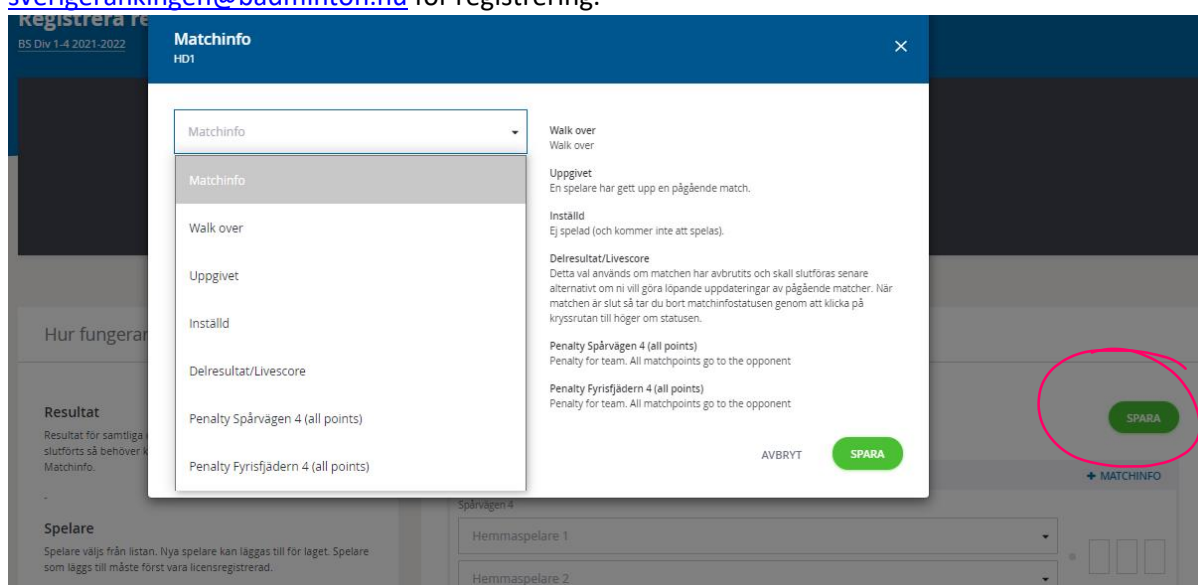 sverigerankingen@badminton.nu för registrering.
Registrera re
BS Div 1-4 2021-2022
Matchinfo
HD1
Matchinfo
Matchinfo
Walk over
Uppgivet
Inställd
Delresultat/Livescore
Penalty Spårvägen 4 (all points)
Penalty Fyrisfjädern 4 (all points)
Walk over
Walk over
Uppgivet
En spelare har gett upp en pågående match.
Inställd
Ej spelad (och kommer inte att spelas).
Delresultat/Livescore
Detta val används om matchen har avbrutits och skall slutföras senare
alternativt om ni vill göra löpande uppdateringar av pågående matcher. När
matchen är slut så tar du bort matchinfostatusen genom att klicka på
kryssrutan till höger om statusen.
Penalty Spårvägen 4 (all points)
Penalty for team. All matchpoints go to the opponent
Penalty Fyrisfjädern 4 (all points)
Penalty for team. All matchpoints go to the opponent
AVBRYT
SPARA
Hur fungerar
Resultat
Resultat för samtliga
slutförts så behöver k
Matchinfo.
.
Spelare
Spelare väljs från listan. Nya spelare kan läggas till för laget. Spelare
som läggs till måste först vara licensregistrerad.
SPARA
+ MATCHINFO
Spårvägen 4
Hemmaspelare 1
Hemmaspelare 2